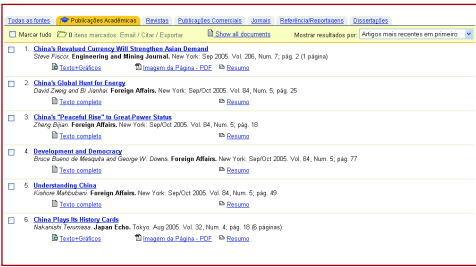 Todas as fontes Publicações Acadêmicas Revistas Publicações Comerciais Jornais Referência/Reportagens Dissertações
Marcar tudo 0 itens marcados: Email / Citar / Exportar Show all documents Mostrar resultados por: Artigos mais recentes em primeiro
1. China's Revalued Currency Will Strengthen Asian Demand
Steve Fiscor. Engineering and Mining Journal. New York: Sep 2005. Vol. 206, Num. 7; pág. 2 (1 página)
Texto+Gráficos Imagem da Página - PDF Resumo
2. China's Global Hunt for Energy
David Zweig and Bi Jianhai. Foreign Affairs. New York: Sep/Oct 2005. Vol. 84, Num. 5; pág. 25
Texto completo Resumo
3. China's "Peaceful Rise" to Great-Power Status
Zheng Bijian. Foreign Affairs. New York: Sep/Oct 2005. Vol. 84, Num. 5; pág. 18
Texto completo Resumo
4. Development and Democracy
Bruce Bueno de Mesquita and George W. Downs. Foreign Affairs. New York: Sep/Oct 2005. Vol. 84, Num. 5; pág. 77
Texto completo Resumo
5. Understanding China
Kishore Mahbubani. Foreign Affairs. New York: Sep/Oct 2005. Vol. 84, Num. 5; pág. 49
Texto completo Resumo
6. China Plays Its History Cards
Nakanishi Terumasa. Japan Echo. Tokyo: Aug 2005. Vol. 32, Num. 4; pág. 18 (6 páginas)
Texto+Gráficos Imagem da Página - PDF Resumo